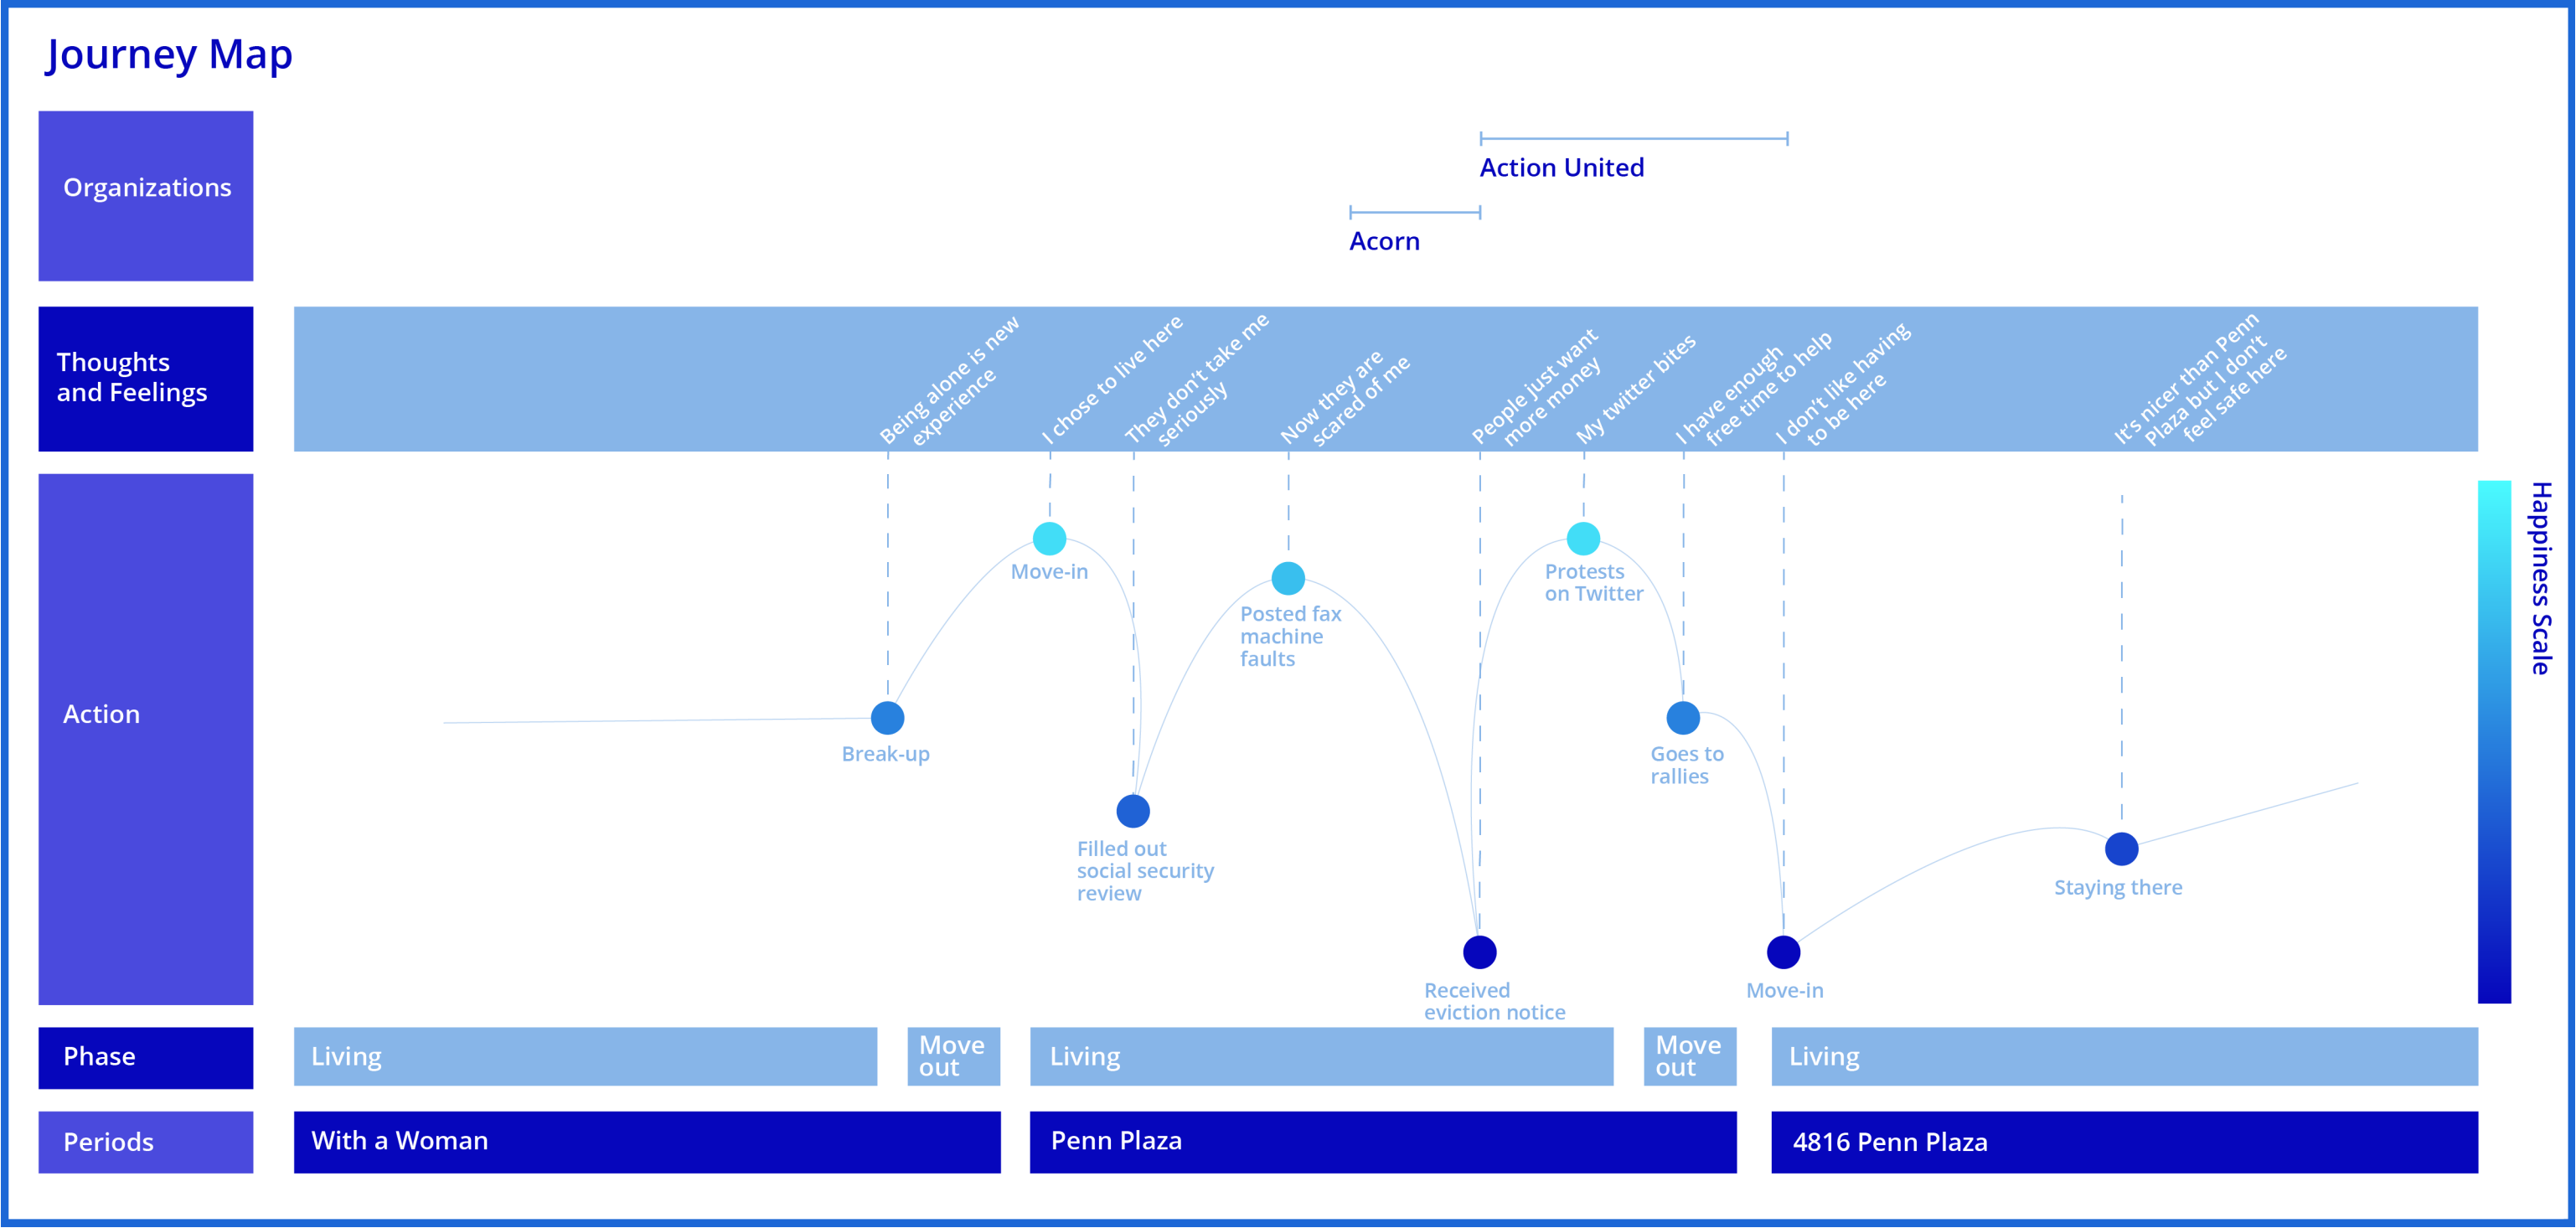 Journey Map
Organizations
Action United
Acorn
Thoughts
and Feelings
Being alone is new
experience
I chose to live here
They don't take me
seriously
Now they are
scared of me
People just want
more money
My twitter bites
I have enough
free time to help
I don't like having
to be here
It's nicer than Penn
Plaza but I don't
feel safe here
Action
Break-up
Move-in
Filled out
social security
review
Posted fax
machine
faults
Received
eviction notice
Protests
on Twitter
Goes to
rallies
Move-in
Staying there
Happiness Scale
Phase
Living
Move
out
Living
Move
out
Living
Periods
With a Woman
Penn Plaza
4816 Penn Plaza